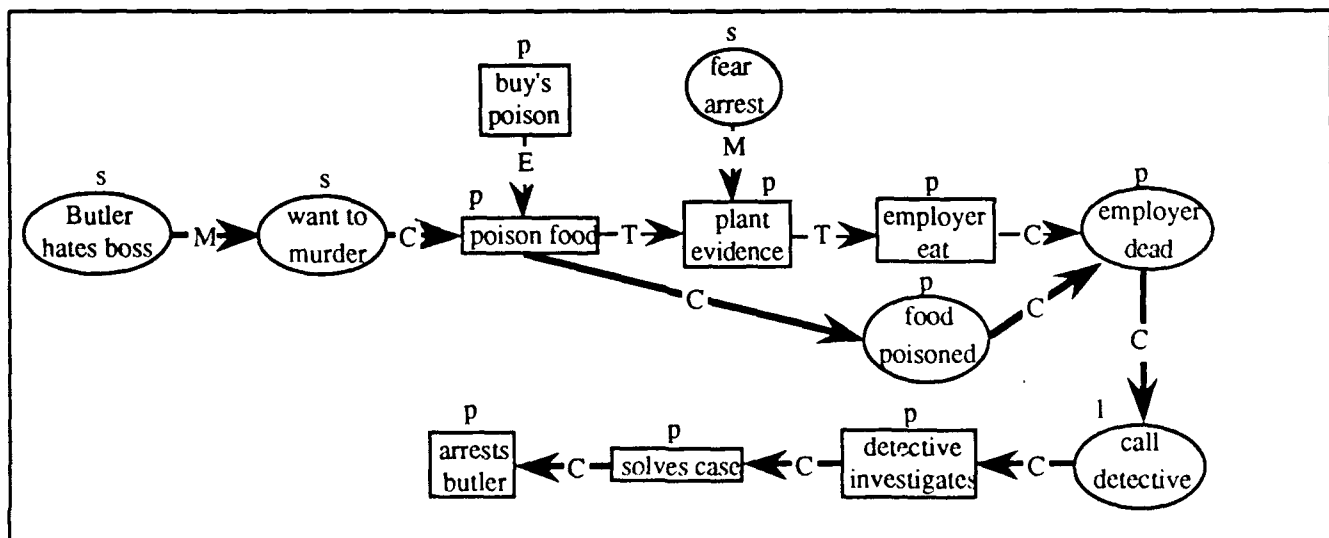 p
buy's
poison
E
s
fear
arrest
M
s
Butler
hates boss
M
s
want to
murder
C
p
poison food
T
p
plant
evidence
T
p
employer
eat
C
p
employer
dead
C
p
food
poisoned
C
C
l
call
detective
C
p
detective
investigates
C
p
solves case
C
p
arrests
butler